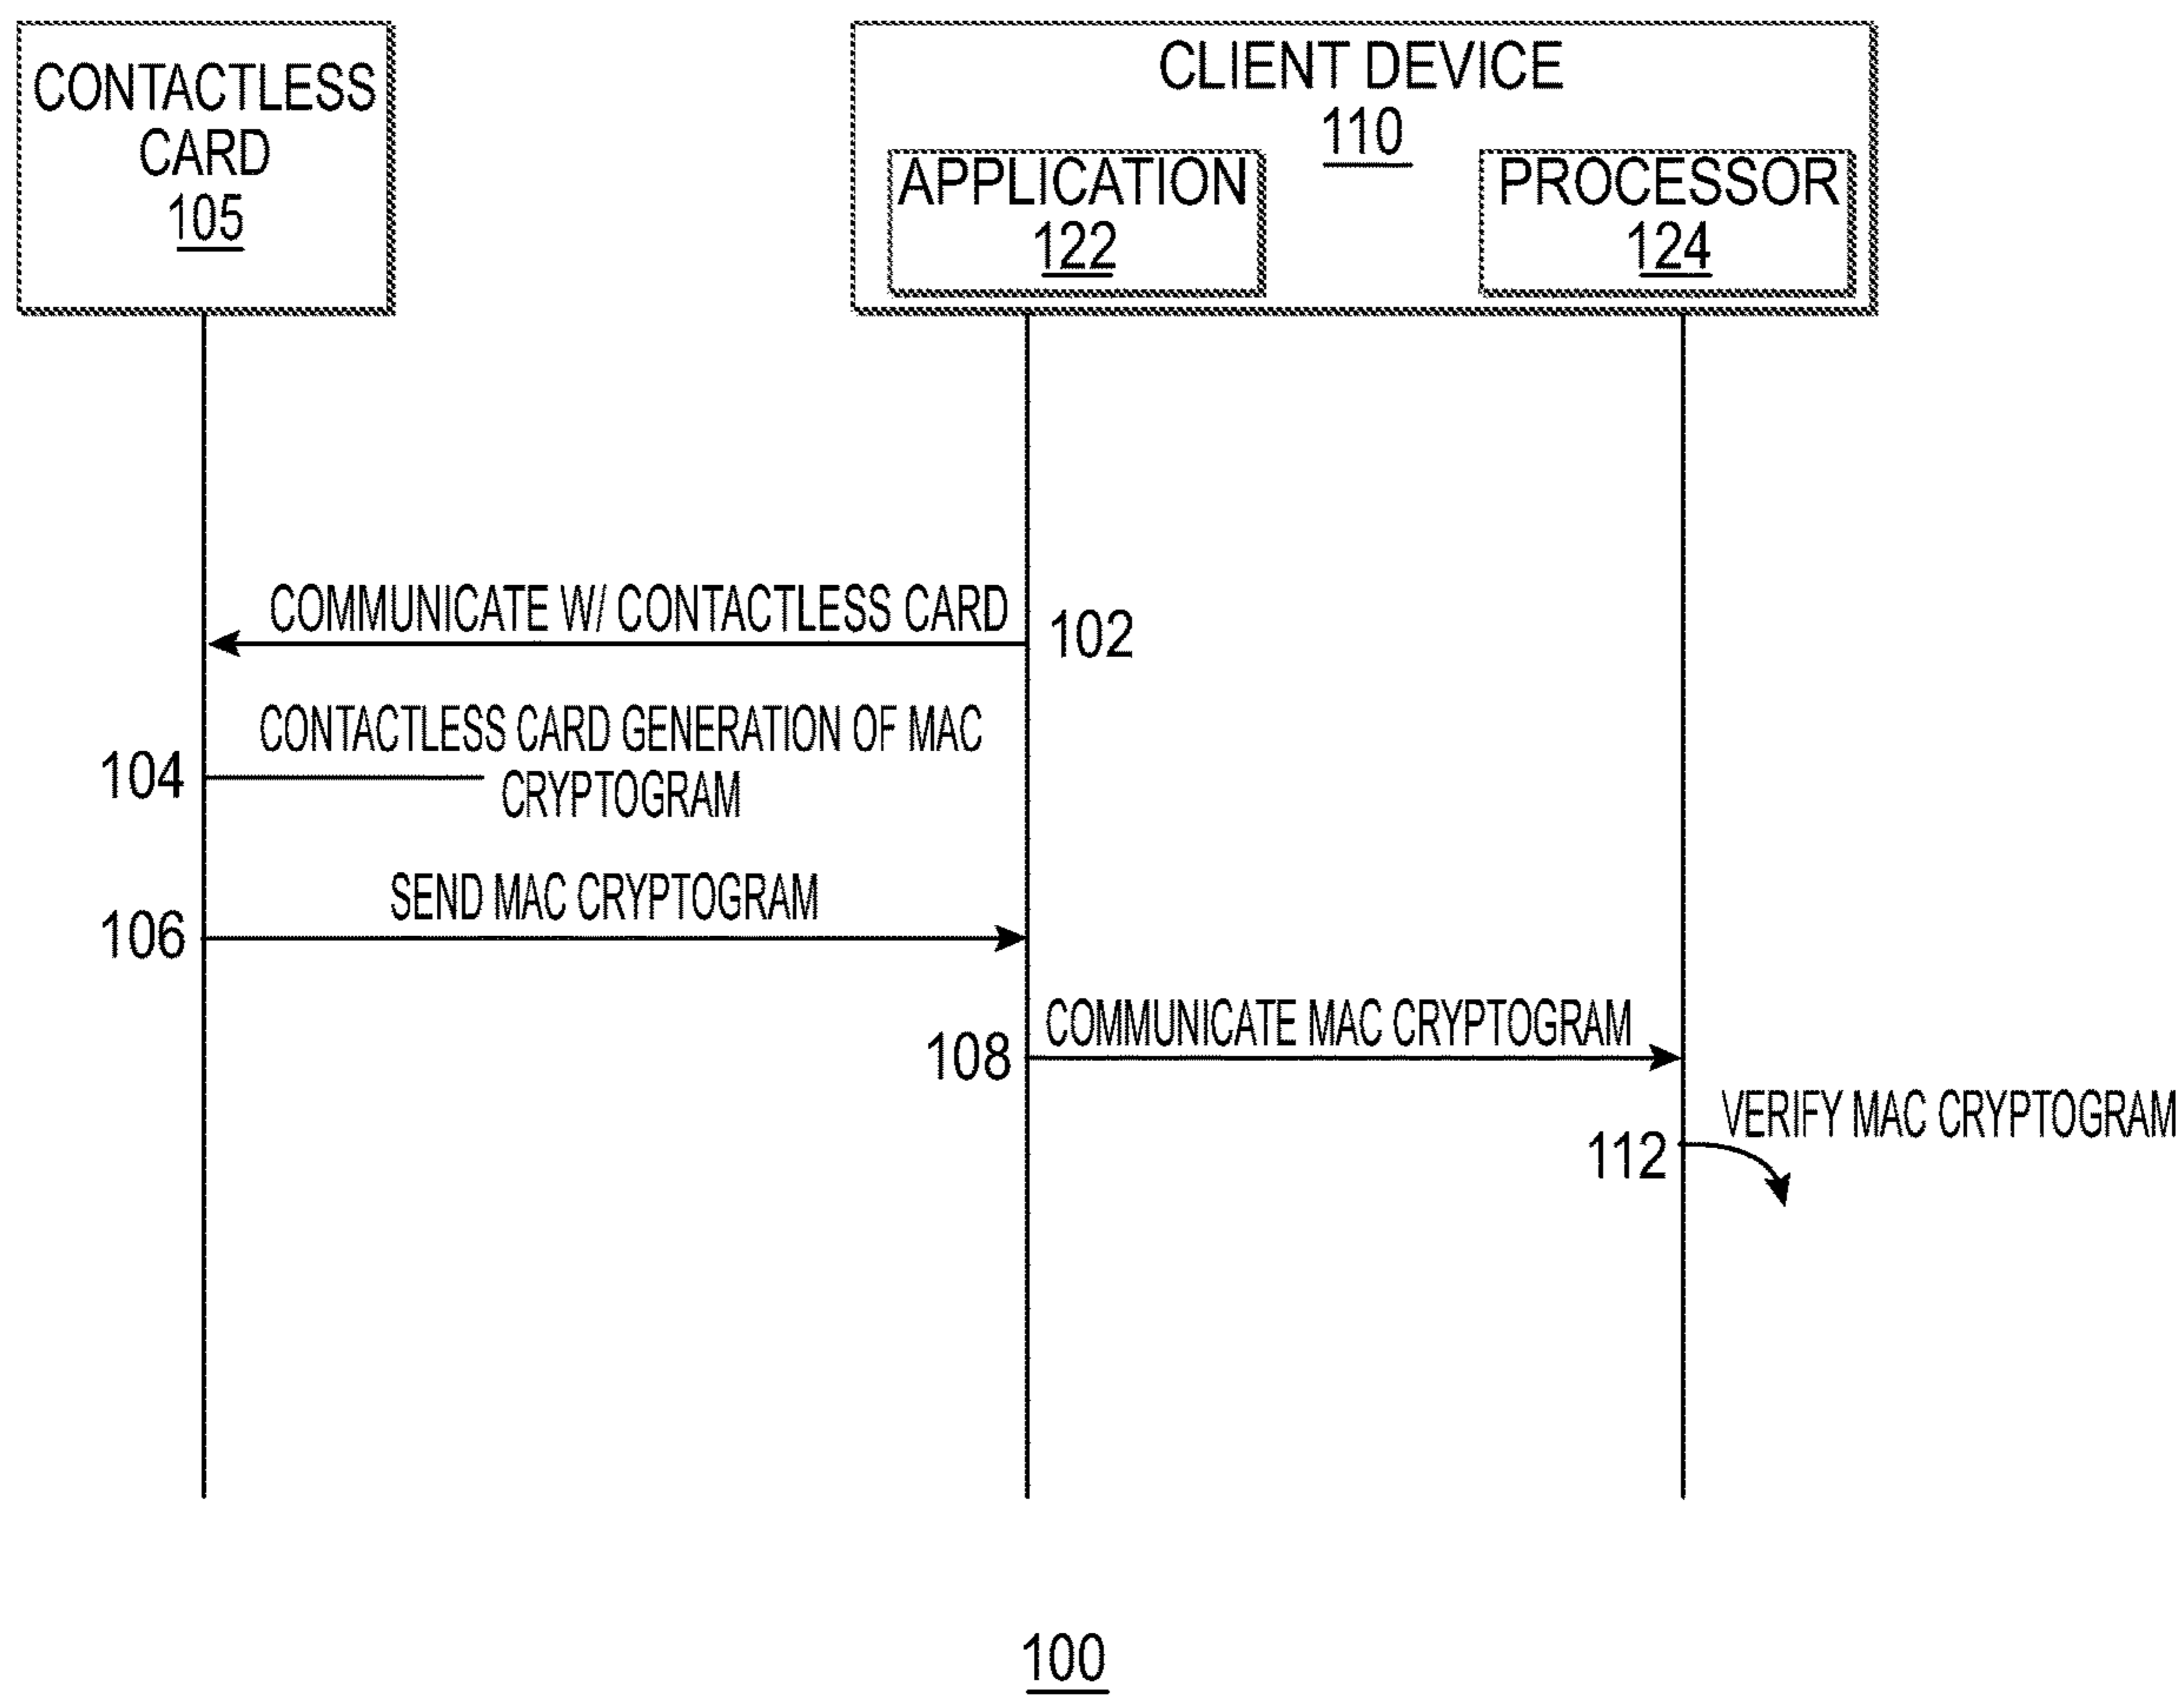 CONTACTLESS
CARD
105
CLIENT DEVICE
110
APPLICATION
122
PROCESSOR
124
COMMUNICATE W/ CONTACTLESS CARD
102
CONTACTLESS CARD GENERATION OF MAC
104
CRYPTOGRAM
SEND MAC CRYPTOGRAM
106
COMMUNICATE MAC CRYPTOGRAM
108
VERIFY MAC CRYPTOGRAM
112
100